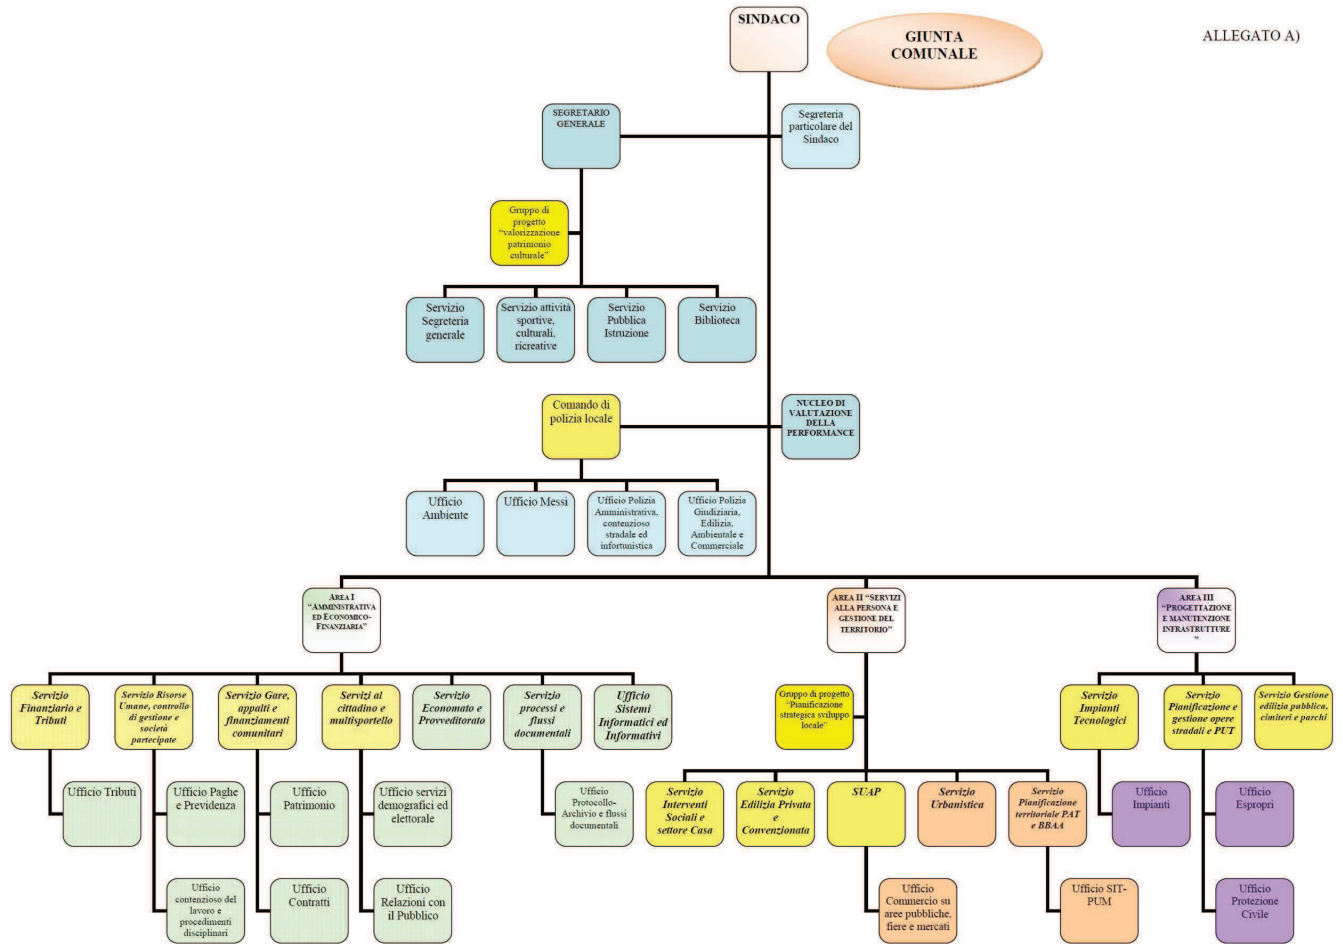 SINDACO
GIUNTA
COMUNALE
ALLEGATO A)
SEGRETARIO
GENERALE
Segreteria
particolare del
Sindaco
Gruppo di
progetto
"valorizzazione
patrimonio
culturale"
Servizio
Segreteria
generale
Servizio attività
sportive,
culturali,
ricreative
Servizio
Pubblica
Istruzione
Servizio
Biblioteca
Comando di
polizia locale
NUCLEO DI
VALUTAZIONE
DELLA
PERFORMANCE
Ufficio
Ambiente
Ufficio Messi
Ufficio Polizia
Amministrativa,
contenzioso
stradale ed
infortunistica
Ufficio Polizia
Giudiziaria,
Edilizia,
Ambientale e
Commerciale
AREA I
"AMMINISTRATIVA
ED ECONOMICO-
FINANZIARIA"
AREA II "SERVIZI
ALLA PERSONA E
GESTIONE DEL
TERRITORIO"
AREA III
"PROGETTAZIONE
E MANUTENZIONE
INFRASTRUTTURE
"
Servizio
Finanziario e
Tributi
Servizio Risorse
Umane, controllo
di gestione e
società
partecipate
Servizio Gare,
appalti e
finanziamenti
comunitari
Servizi al
cittadino e
multisportello
Servizio
Economato e
Provveditorato
Servizio
processi e
flussi
documentali
Ufficio
Sistemi
Informatici ed
Informativi
Gruppo di progetto
"Pianificazione
strategica sviluppo
locale"
Servizio
Impianti
Tecnologici
Servizio
Pianificazione e
gestione opere
stradali e PUT
Servizio Gestione
edilizia pubblica,
cimiteri e parchi
Ufficio Tributi
Ufficio Paghe
e Previdenza
Ufficio
Patrimonio
Ufficio servizi
demografici ed
elettorale
Ufficio
Protocollo-
Archivio e flussi
documentali
Servizio
Interventi
Sociali e
settore Casa
Servizio
Edilizia Privata
e
Convenzionata
SUAP
Servizio
Urbanistica
Servizio
Pianificazione
territoriale PAT
e BBAA
Ufficio
Impianti
Ufficio
Espropri
Ufficio
contenzioso del
lavoro e
procedimenti
disciplinari
Ufficio
Contratti
Ufficio
Relazioni con
il Pubblico
Ufficio
Commercio su
aree pubbliche,
fiere e mercati
Ufficio SIT-
PUM
Ufficio
Protezione
Civile